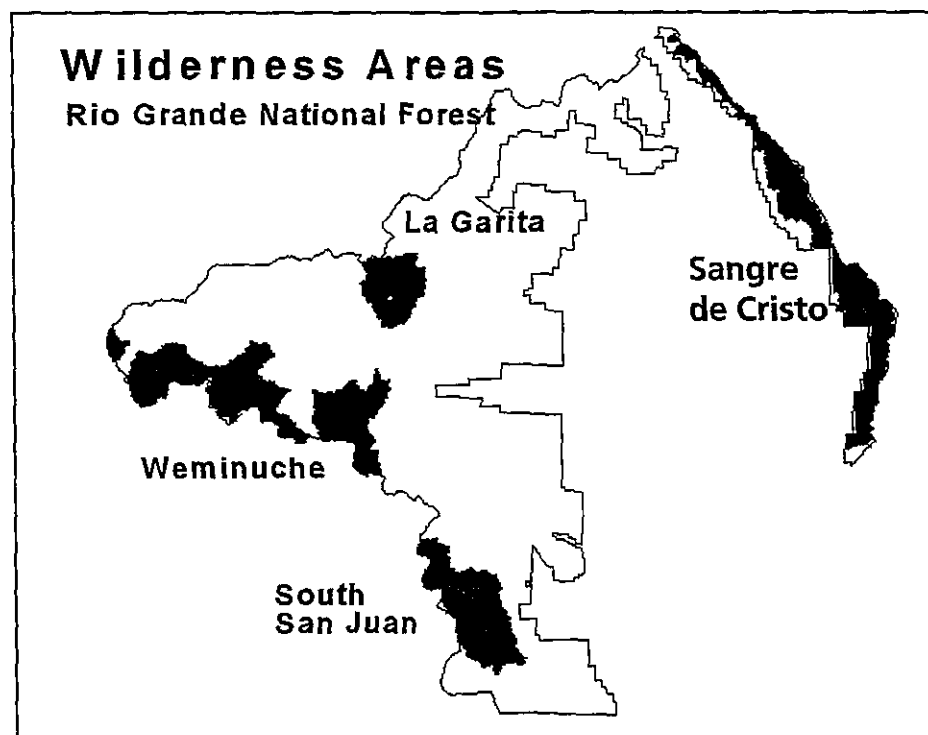 Wilderness Areas
Rio Grande National Forest
La Garita
Sangre
de Cristo
Weminuche
South
San Juan